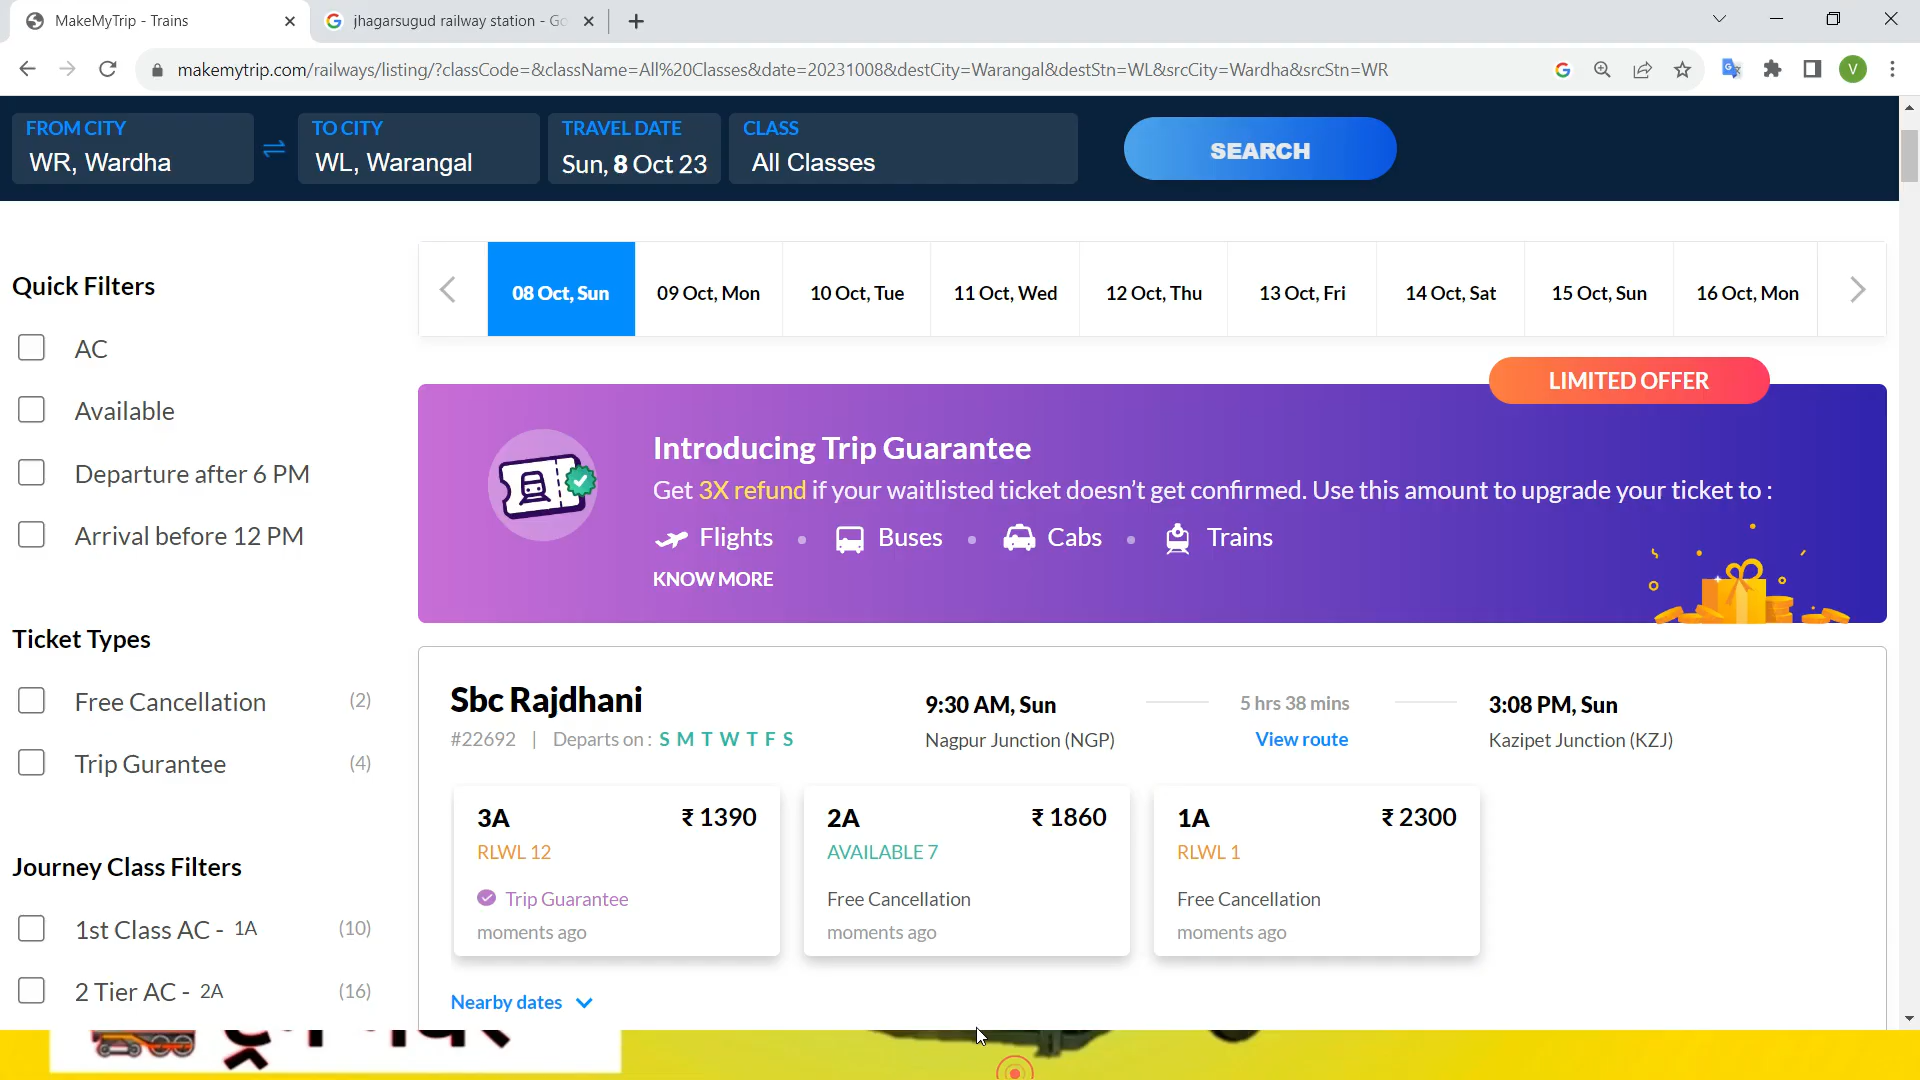 MakeMyTrip - Trains
jhagarsugud railway station - Go
makemytrip.com/railways/listing/?classCode=&className=All%20Classes&date=20231008&destCity=Warangal&destStn=WL&srcCity=Wardha&srcStn=WR
V
FROM CITY
WR, Wardha
TO CITY
WL, Warangal
TRAVEL DATE
Sun, 8 Oct 23
CLASS
All Classes
SEARCH
08 Oct, Sun
09 Oct, Mon
10 Oct, Tue
11 Oct, Wed
12 Oct, Thu
13 Oct, Fri
14 Oct, Sat
15 Oct, Sun
16 Oct, Mon
Quick Filters
AC
Available
Departure after 6 PM
Arrival before 12 PM
Ticket Types
Free Cancellation (2)
Trip Gurantee (4)
Journey Class Filters
1st Class AC - 1A (10)
2 Tier AC - 2A (16)
LIMITED OFFER
Introducing Trip Guarantee
Get 3X refund if your waitlisted ticket doesn’t get confirmed. Use this amount to upgrade your ticket to :
Flights • Buses • Cabs • Trains
KNOW MORE
Sbc Rajdhani
#22692 | Departs on : S M T W T F S
9:30 AM, Sun
Nagpur Junction (NGP)
5 hrs 38 mins
View route
3:08 PM, Sun
Kazipet Junction (KZJ)
3A ₹ 1390
RLWL 12
Trip Guarantee
moments ago
2A ₹ 1860
AVAILABLE 7
Free Cancellation
moments ago
1A ₹ 2300
RLWL 1
Free Cancellation
moments ago
Nearby dates